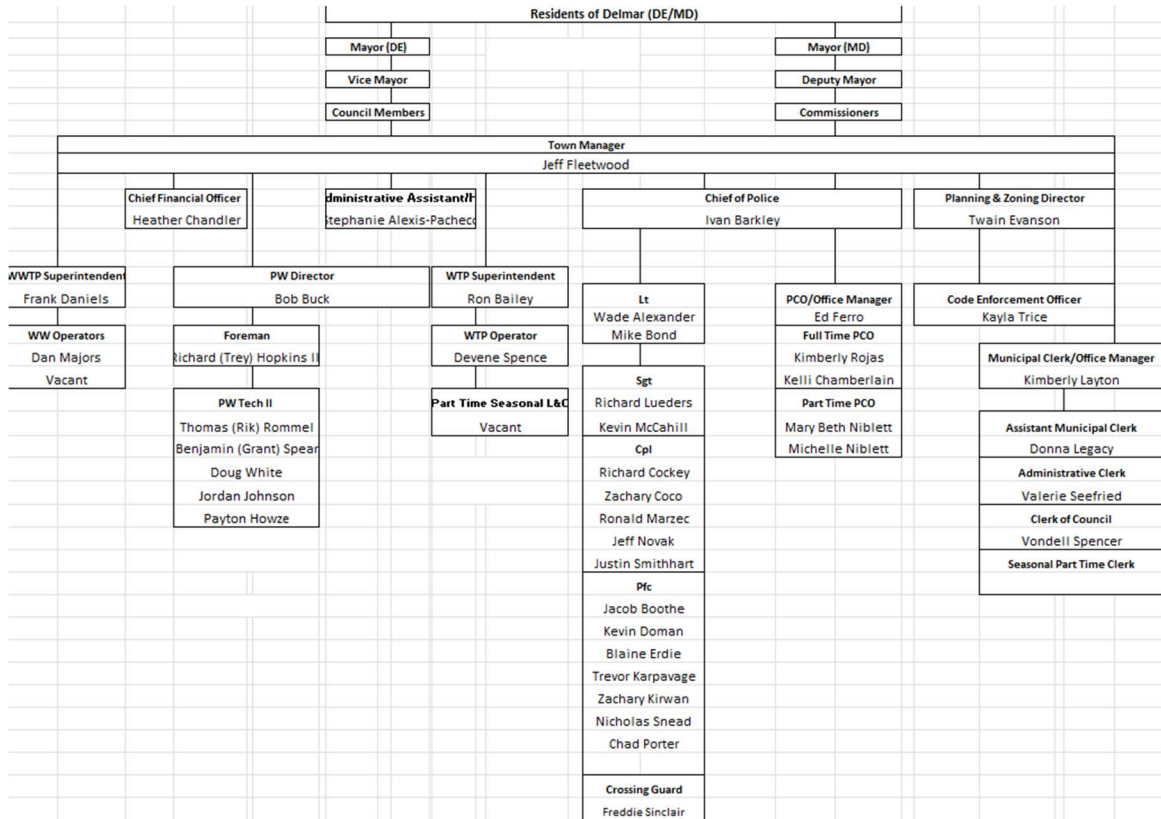 Residents of Delmar (DE/MD)
Mayor (DE)
Mayor (MD)
Vice Mayor
Deputy Mayor
Council Members
Commissioners
Town Manager
Jeff Fleetwood
Chief Financial Officer
Heather Chandler
dministrative Assistant/H
Stephanie Alexis-Pacheco
Chief of Police
Ivan Barkley
Planning & Zoning Director
Twain Evanson
WWTP Superintendent
Frank Daniels
WW Operators
Dan Majors
Vacant
PW Director
Bob Buck
Foreman
Richard (Trey) Hopkins II
PW Tech II
Thomas (Rik) Rommel
Benjamin (Grant) Spear
Doug White
Jordan Johnson
Payton Howze
WTP Superintendent
Ron Bailey
WTP Operator
Devene Spence
Part Time Seasonal L&C
Vacant
Lt
Wade Alexander
Mike Bond
Sgt
Richard Lueders
Kevin McCahill
Cpl
Richard Cockey
Zachary Coco
Ronald Marzec
Jeff Novak
Justin Smithhart
Pfc
Jacob Boothe
Kevin Doman
Blaine Erdie
Trevor Karpavage
Zachary Kirwan
Nicholas Snead
Chad Porter
Crossing Guard
Freddie Sinclair
PCO/Office Manager
Ed Ferro
Full Time PCO
Kimberly Rojas
Kelli Chamberlain
Part Time PCO
Mary Beth Niblett
Michelle Niblett
Code Enforcement Officer
Kayla Trice
Municipal Clerk/Office Manager
Kimberly Layton
Assistant Municipal Clerk
Donna Legacy
Administrative Clerk
Valerie Seefried
Clerk of Council
Vondell Spencer
Seasonal Part Time Clerk